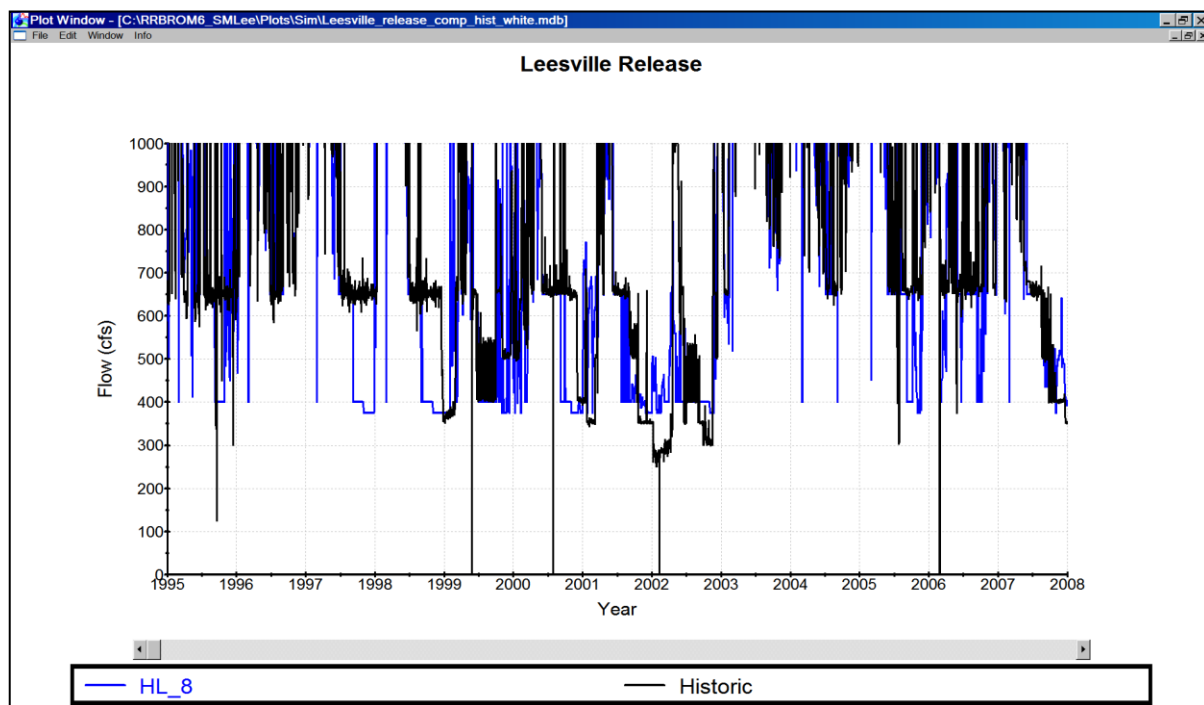 Plot Window - [C:\RRBROM6_SMLee\Plots\Sim\Leesville_release_comp_hist_white.mdb]
File Edit Window Info
Leesville Release
1000
900
800
700
600
500
400
300
200
100
0
Flow (cfs)
1995 1996 1997 1998 1999 2000 2001 2002 2003 2004 2005 2006 2007 2008
Year
HL_8 Historic